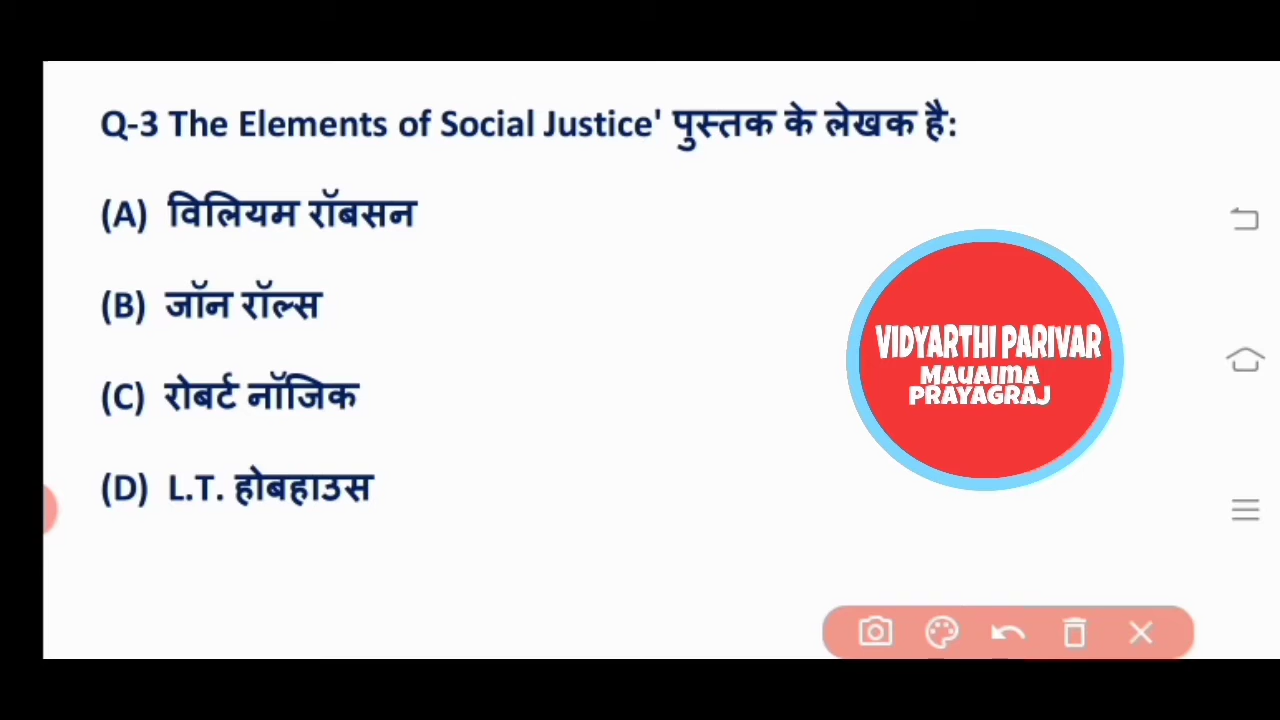 Q-3 The Elements of Social Justice' पुस्तक के लेखक है:
(A) विलियम रॉबसन
(B) जॉन रॉल्स
(C) रोबर्ट नॉजिक
(D) L.T. होबहाउस
VIDYARTHI PARIVAR
MAUAIMA
PRAYAGRAJ